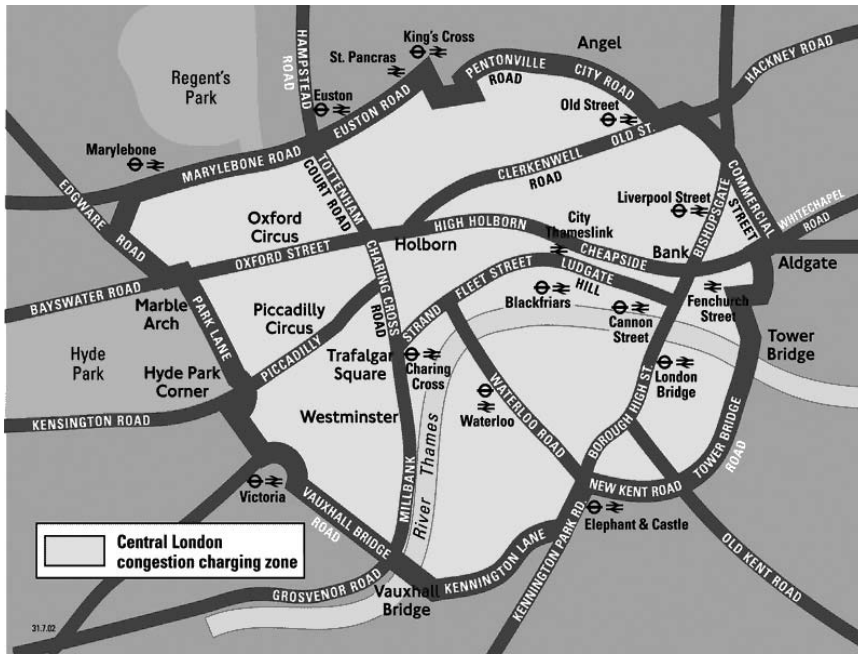 King's Cross
St. Pancras
Angel
HAMPSTEAD
ROAD
Regent's
Park
Euston
EUSTON ROAD
PENTONVILLE
ROAD
CITY ROAD
HACKNEY ROAD
Old Street
OLD ST.
Marylebone
MARYLEBONE ROAD
TOTTENHAM
COURT ROAD
CLERKENWELL
ROAD
COMMERCIAL
STREET
EDGWARE
ROAD
Oxford
Circus
Liverpool Street
BISHOPSGATE
WHITECHAPEL
ROAD
HIGH HOLBORN
City
Thameslink
Holborn
OXFORD STREET
CHEAPSIDE
Bank
Aldgate
BAYSWATER ROAD
CHARING CROSS
ROAD
FLEET STREET
LUDGATE
HILL
Marble
Arch
PARK LANE
Piccadilly
Circus
STRAND
Blackfriars
Cannon
Street
Fenchurch
Street
Hyde
Park
Hyde Park
Corner
PICCADILLY
Trafalgar
Square
Charing
Cross
Tower
Bridge
London
Bridge
KENSINGTON ROAD
Westminster
Waterloo
WATERLOO ROAD
BOROUGH HIGH ST.
TOWER BRIDGE
ROAD
River Thames
MILLBANK
Victoria
VAUXHALL BRIDGE
ROAD
NEW KENT ROAD
Elephant & Castle
Central London
congestion charging zone
KENNINGTON LANE
KENNINGTON PARK RD.
OLD KENT ROAD
GROSVENOR ROAD
Vauxhall
Bridge
31.7.02